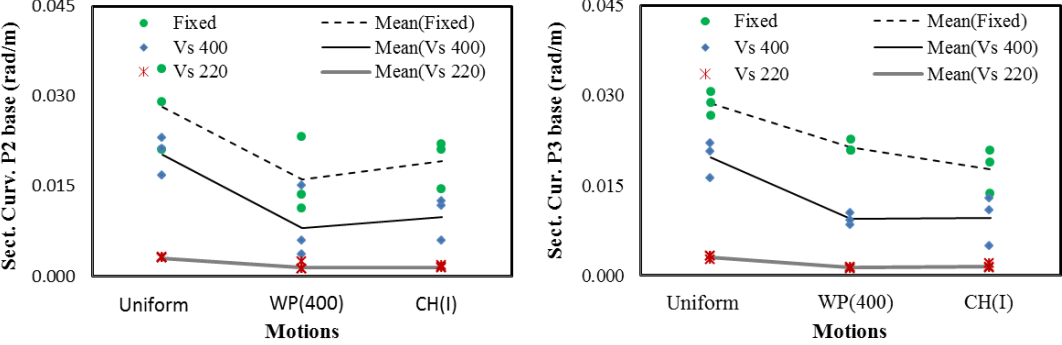 Sect. Curv. P2 base (rad/m)
0.045
0.030
0.015
0.000
Fixed
Mean(Fixed)
Vs 400
Mean(Vs 400)
Vs 220
Mean(Vs 220)
Uniform
WP(400)
CH(I)
Motions
Sect. Cur. P3 base (rad/m)
0.045
0.030
0.015
0.000
Fixed
Mean(Fixed)
Vs 400
Mean(Vs 400)
Vs 220
Mean(Vs 220)
Uniform
WP(400)
CH(I)
Motions